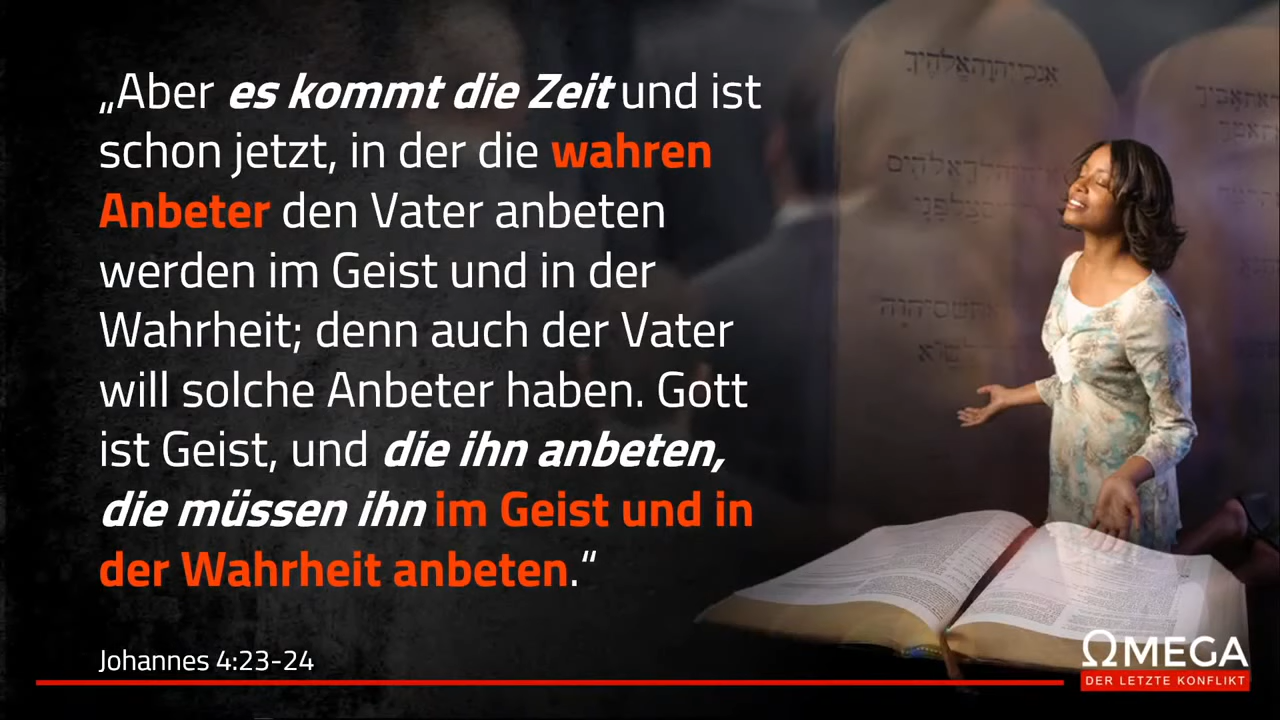 „Aber es kommt die Zeit und ist
schon jetzt, in der die wahren
Anbeter den Vater anbeten
werden im Geist und in der
Wahrheit; denn auch der Vater
will solche Anbeter haben. Gott
ist Geist, und die ihn anbeten,
die müssen ihn im Geist und in
der Wahrheit anbeten.“
Johannes 4:23-24
ΩMEGA
DER LETZTE KONFLIKT